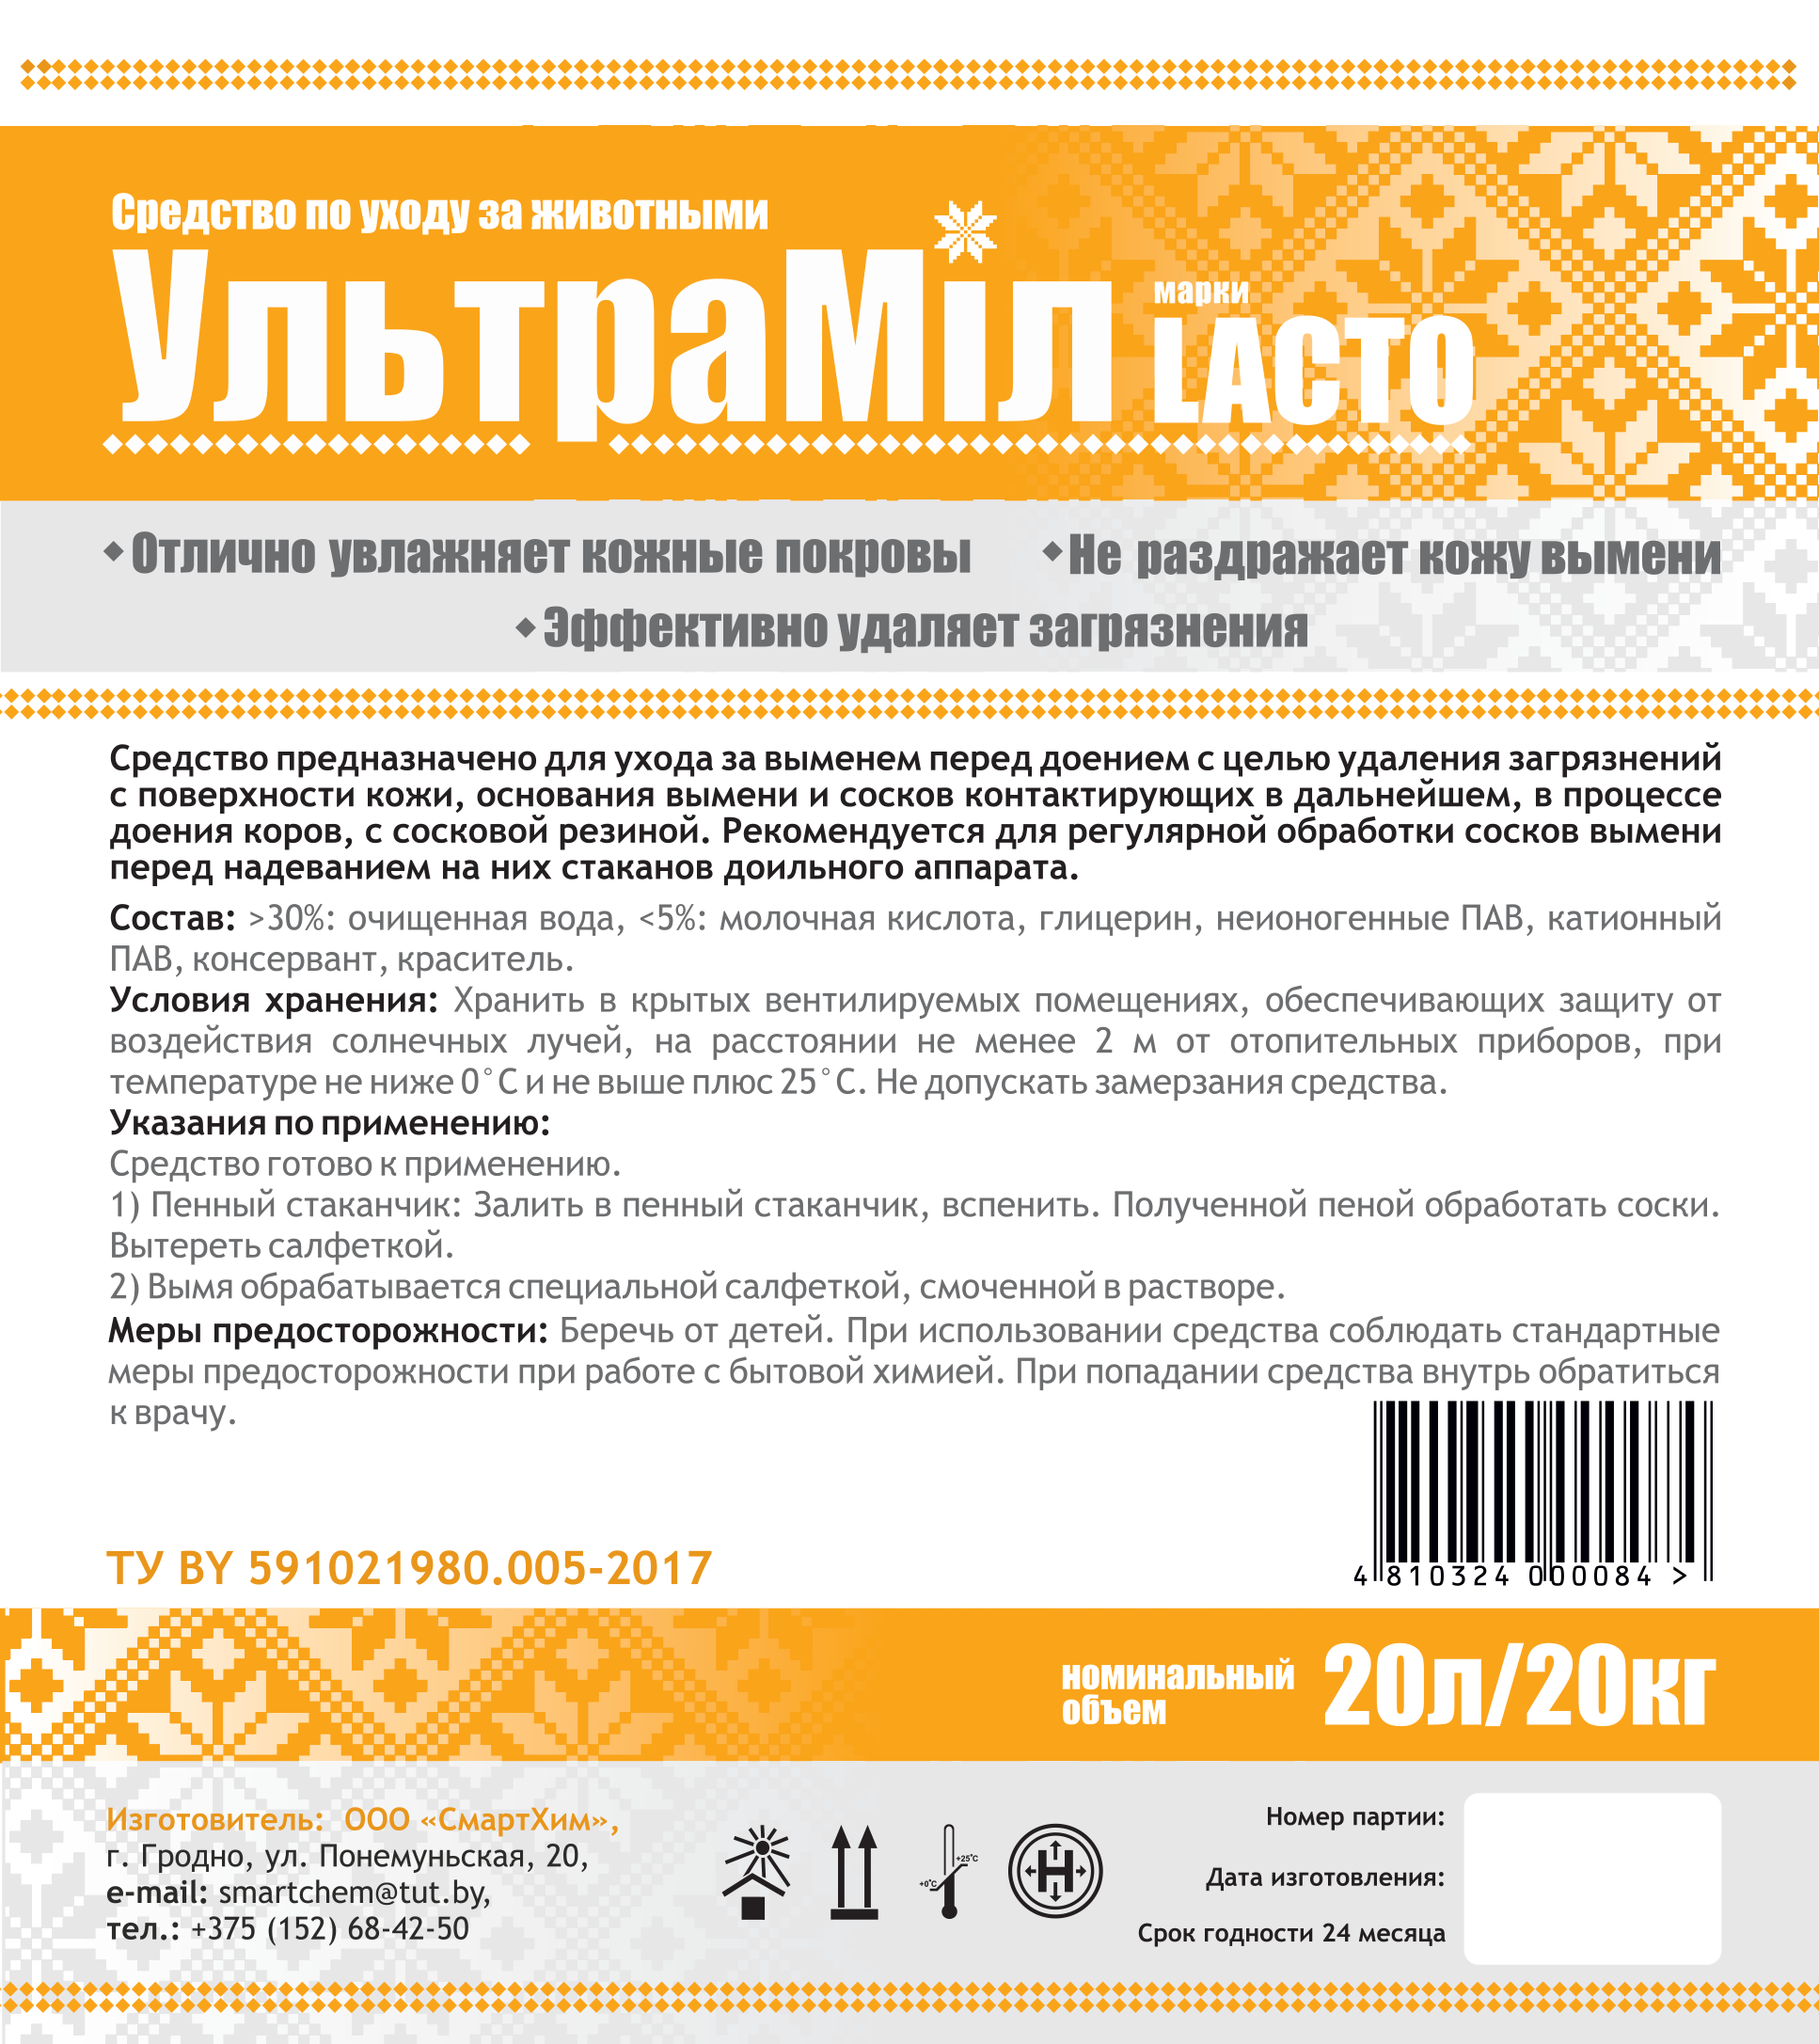 Средство по уходу за животными
УльтраМіл
марки
LACTO
Отлично увлажняет кожные покровы
Не раздражает кожу вымени
Эффективно удаляет загрязнения
Средство предназначено для ухода за выменем перед доением с целью удаления загрязнений
с поверхности кожи, основания вымени и сосков контактирующих в дальнейшем, в процессе
доения коров, с сосковой резиной. Рекомендуется для регулярной обработки сосков вымени
перед надеванием на них стаканов доильного аппарата.
Состав: >30%: очищенная вода, <5%: молочная кислота, глицерин, неионогенные ПАВ, катионный
ПАВ, консервант, краситель.
Условия хранения: Хранить в крытых вентилируемых помещениях, обеспечивающих защиту от
воздействия солнечных лучей, на расстоянии не менее 2 м от отопительных приборов, при
температуре не ниже 0°С и не выше плюс 25°С. Не допускать замерзания средства.
Указания по применению:
Средство готово к применению.
1) Пенный стаканчик: Залить в пенный стаканчик, вспенить. Полученной пеной обработать соски.
Вытереть салфеткой.
2) Вымя обрабатывается специальной салфеткой, смоченной в растворе.
Меры предосторожности: Беречь от детей. При использовании средства соблюдать стандартные
меры предосторожности при работе с бытовой химией. При попадании средства внутрь обратиться
к врачу.
ТУ BY 591021980.005-2017
4 810324 000084 >
номинальный
объем
20л/20кг
Изготовитель: ООО «СмартХим»,
г. Гродно, ул. Понемуньская, 20,
e-mail: smartchem@tut.by,
тел.: +375 (152) 68-42-50
+25°С
+0°С
Н
Номер партии:
Дата изготовления:
Срок годности 24 месяца